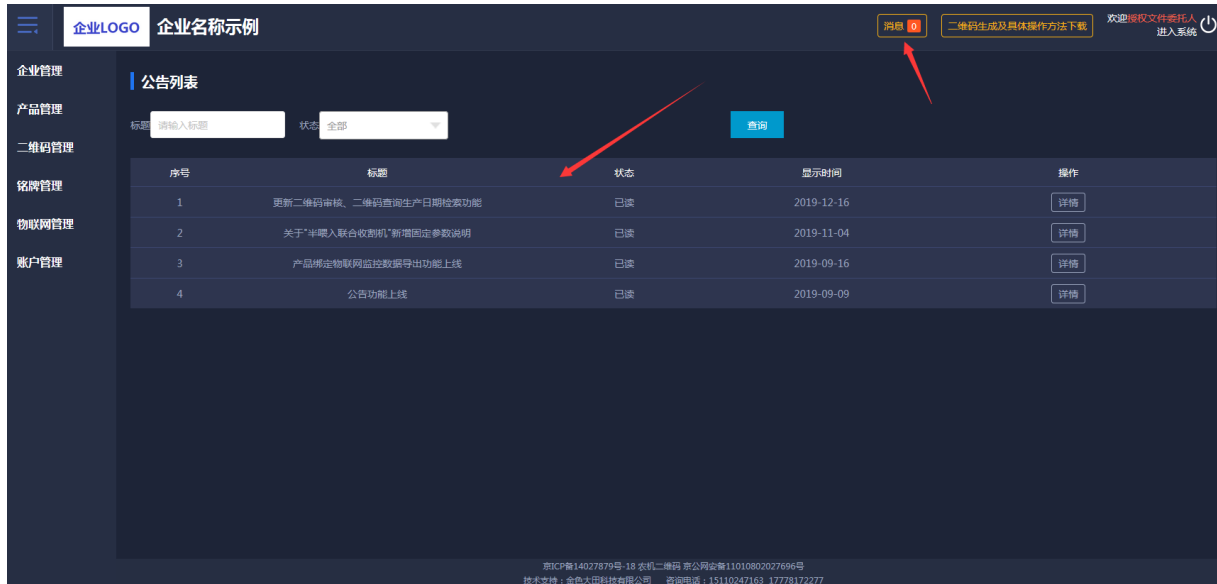 企业LOGO 企业名称示例 消息 0 二维码生成及具体操作方法下载 欢迎授权文件委托人
进入系统
企业管理
产品管理
二维码管理
铭牌管理
物联网管理
账户管理
公告列表
标题 请输入标题 状态 全部 查询
序号 标题 状态 显示时间 操作
1 更新二维码审核、二维码查询生产日期检索功能 已读 2019-12-16 详情
2 关于"半喂入联合收割机"新增固定参数说明 已读 2019-11-04 详情
3 产品绑定物联网监控数据导出功能上线 已读 2019-09-16 详情
4 公告功能上线 已读 2019-09-09 详情
京ICP备14027879号-18 农机二维码 京公网安备11010802027696号
技术支持：金色大田科技有限公司 咨询电话：15110247163 17778172277